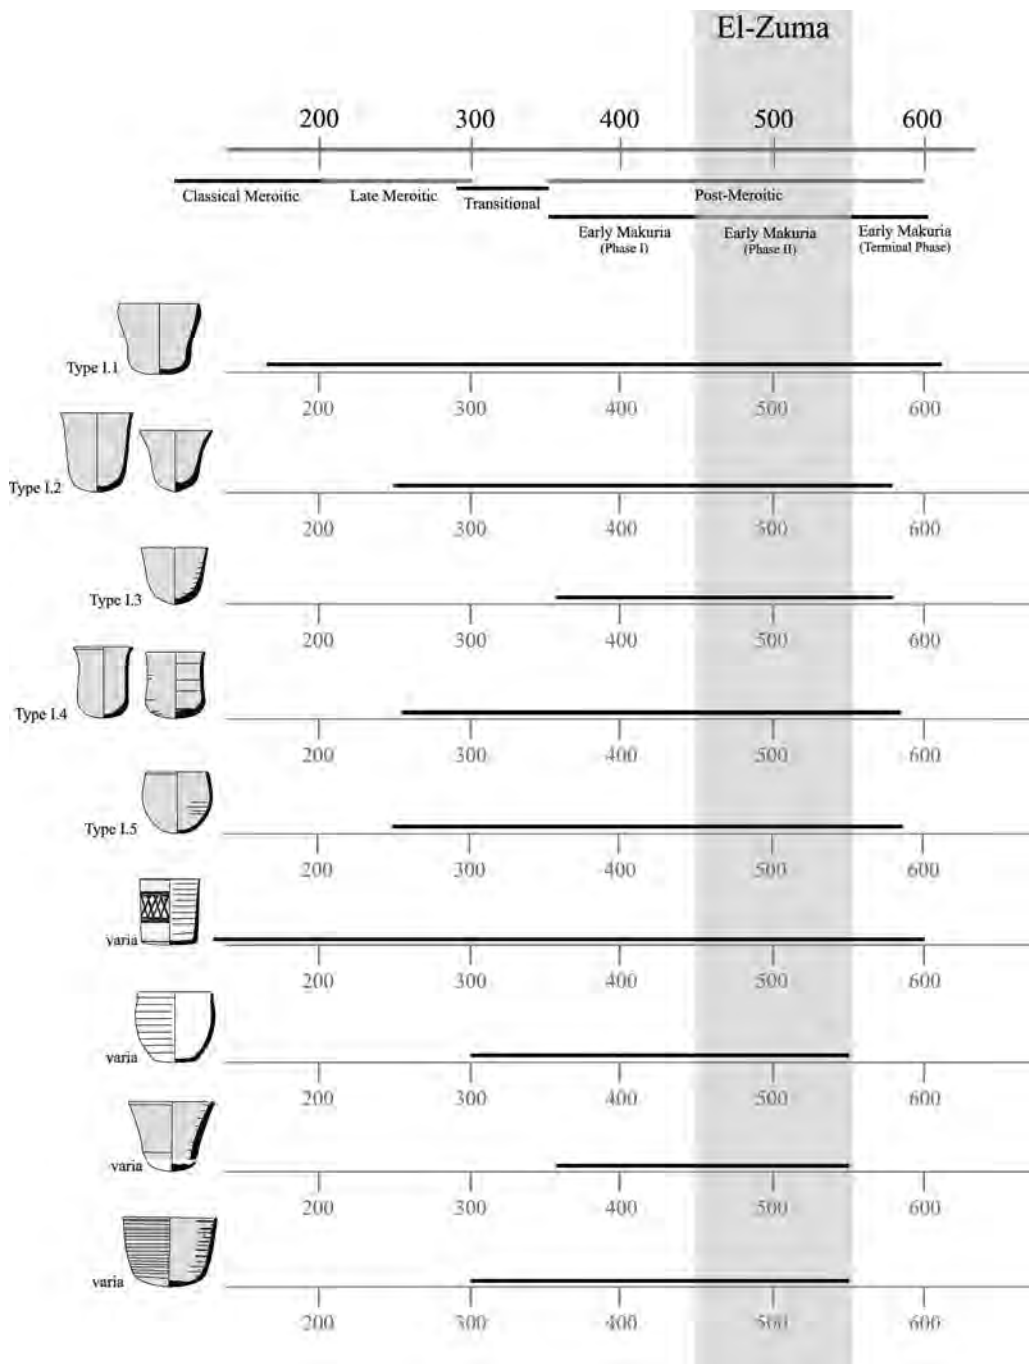 El-Zuma
200 300 400 500 600
Classical Meroitic Late Meroitic Transitional Post-Meroitic
Early Makuria Early Makuria Early Makuria
(Phase I) (Phase II) (Terminal Phase)
Type I.1
200 300 400 500 600
Type I.2
200 300 400 500 600
Type I.3
200 300 400 500 600
Type I.4
200 300 400 500 600
Type I.5
200 300 400 500 600
varia
200 300 400 500 600
varia
200 300 400 500 600
varia
200 300 400 500 600
varia
200 300 400 500 600